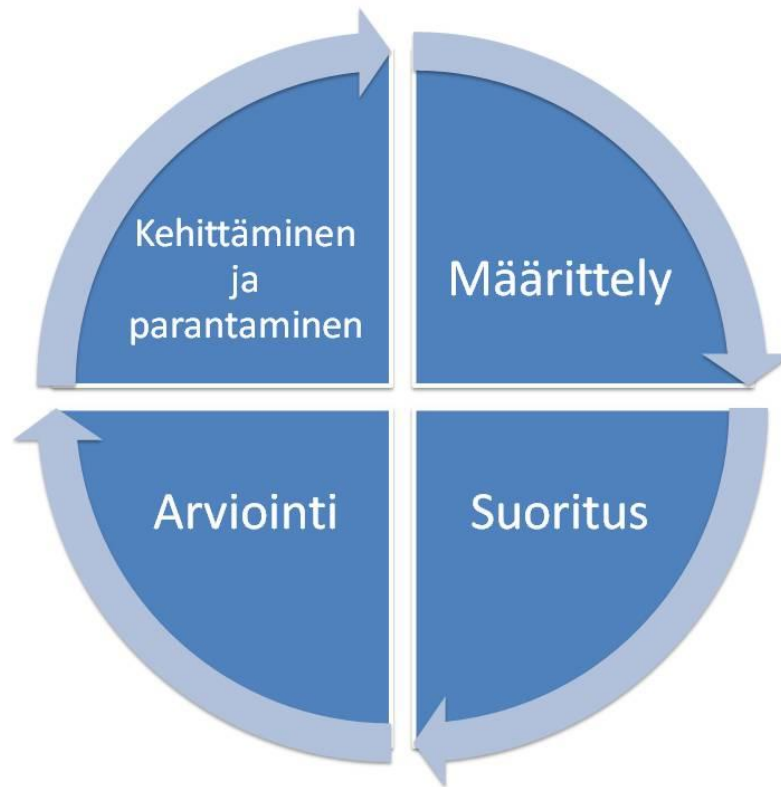 Kehittäminen
ja
parantaminen
Määrittely
Arviointi
Suoritus